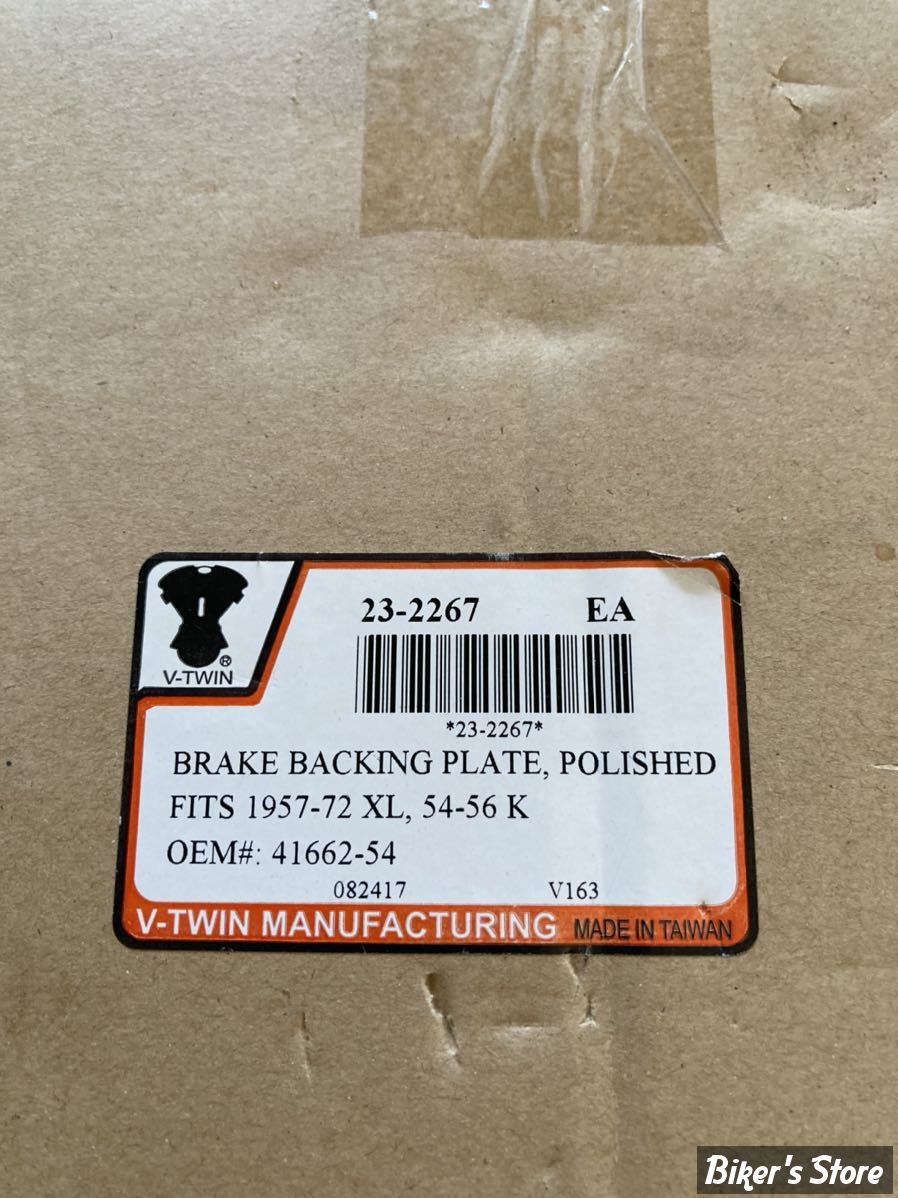 23-2267 EA
®
V-TWIN
*23-2267*
BRAKE BACKING PLATE, POLISHED
FITS 1957-72 XL, 54-56 K
OEM#: 41662-54
082417 V163
V-TWIN MANUFACTURING MADE IN TAIWAN
Biker's Store